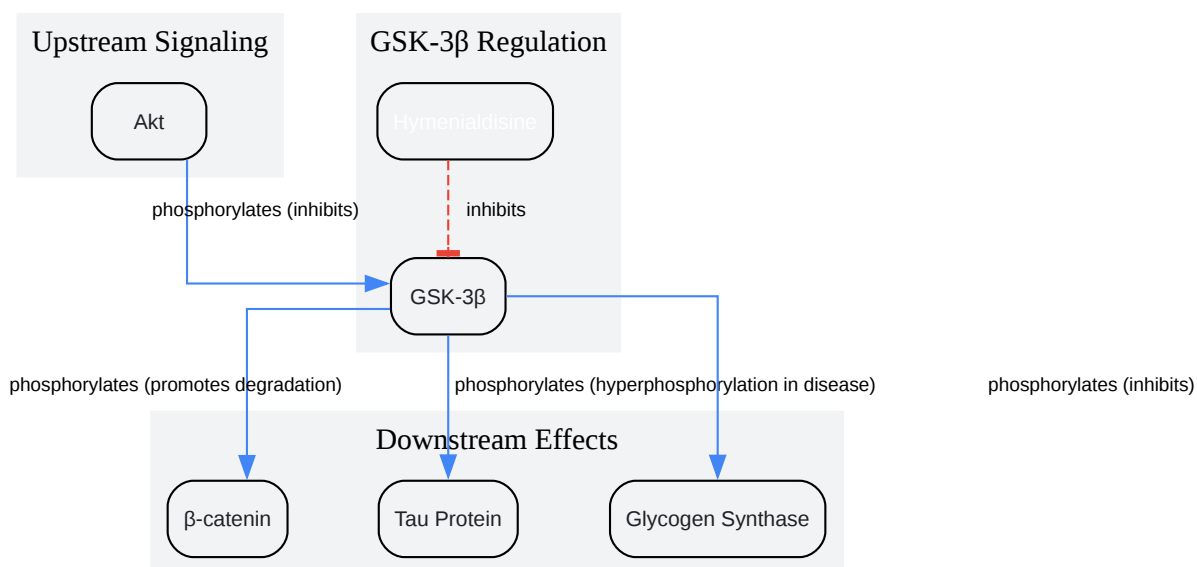 Upstream Signaling
GSK-3β Regulation
Akt
Hymenialdisine
phosphorylates (inhibits)
inhibits
GSK-3β
phosphorylates (promotes degradation)
phosphorylates (hyperphosphorylation in disease)
phosphorylates (inhibits)
Downstream Effects
β-catenin
Tau Protein
Glycogen Synthase